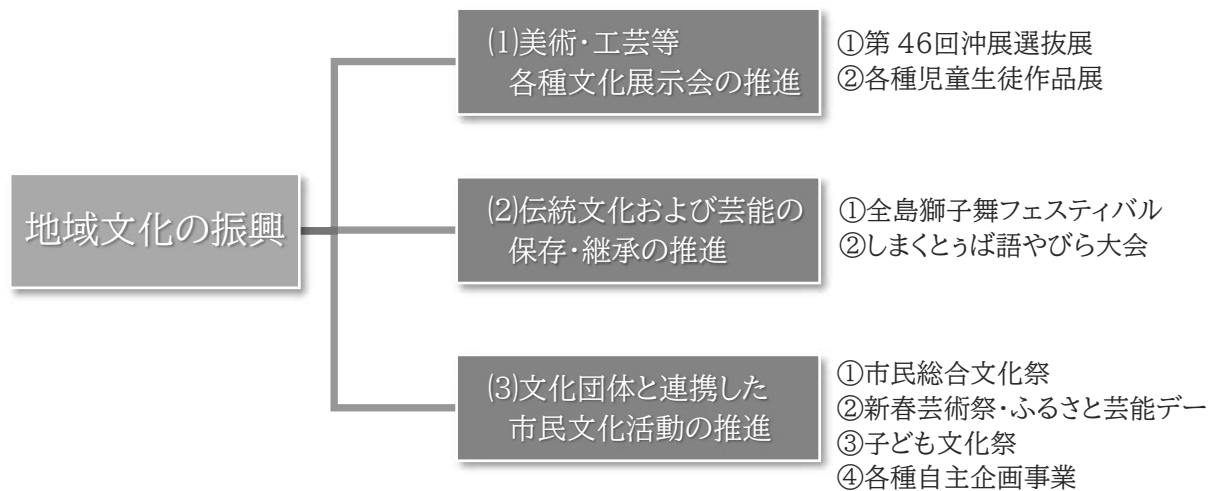 地域文化の振興
⑴美術・工芸等
各種文化展示会の推進
①第46回沖展選抜展
②各種児童生徒作品展
⑵伝統文化および芸能の
保存・継承の推進
①全島獅子舞フェスティバル
②しまくとぅば語やびら大会
⑶文化団体と連携した
市民文化活動の推進
①市民総合文化祭
②新春芸術祭・ふるさと芸能デー
③子ども文化祭
④各種自主企画事業